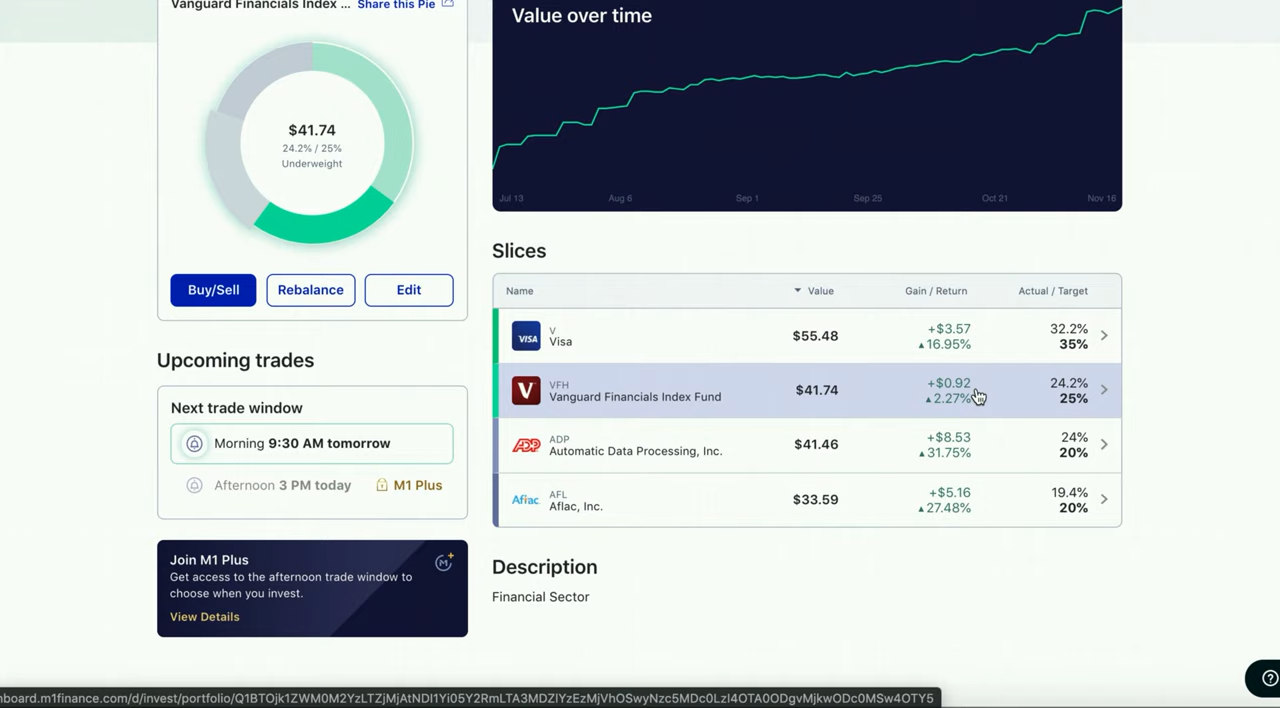 Vanguard Financials Index ... Share this Pie
$41.74
24.2% / 25%
Underweight
Buy/Sell
Rebalance
Edit
Upcoming trades
Next trade window
Morning 9:30 AM tomorrow
Afternoon 3 PM today M1 Plus
Join M1 Plus
Get access to the afternoon trade window to
choose when you invest.
View Details
Value over time
Jul 13 Aug 6 Sep 1 Sep 25 Oct 21 Nov 16
Slices
Name Value Gain / Return Actual / Target
VISA
V
Visa
$55.48
+$3.57
▲16.95%
32.2%
35%
V
VFH
Vanguard Financials Index Fund
$41.74
+$0.92
▲2.27%
24.2%
25%
ADP
ADP
Automatic Data Processing, Inc.
$41.46
+$8.53
▲31.75%
24%
20%
Aflac
AFL
Aflac, Inc.
$33.59
+$5.16
▲27.48%
19.4%
20%
Description
Financial Sector